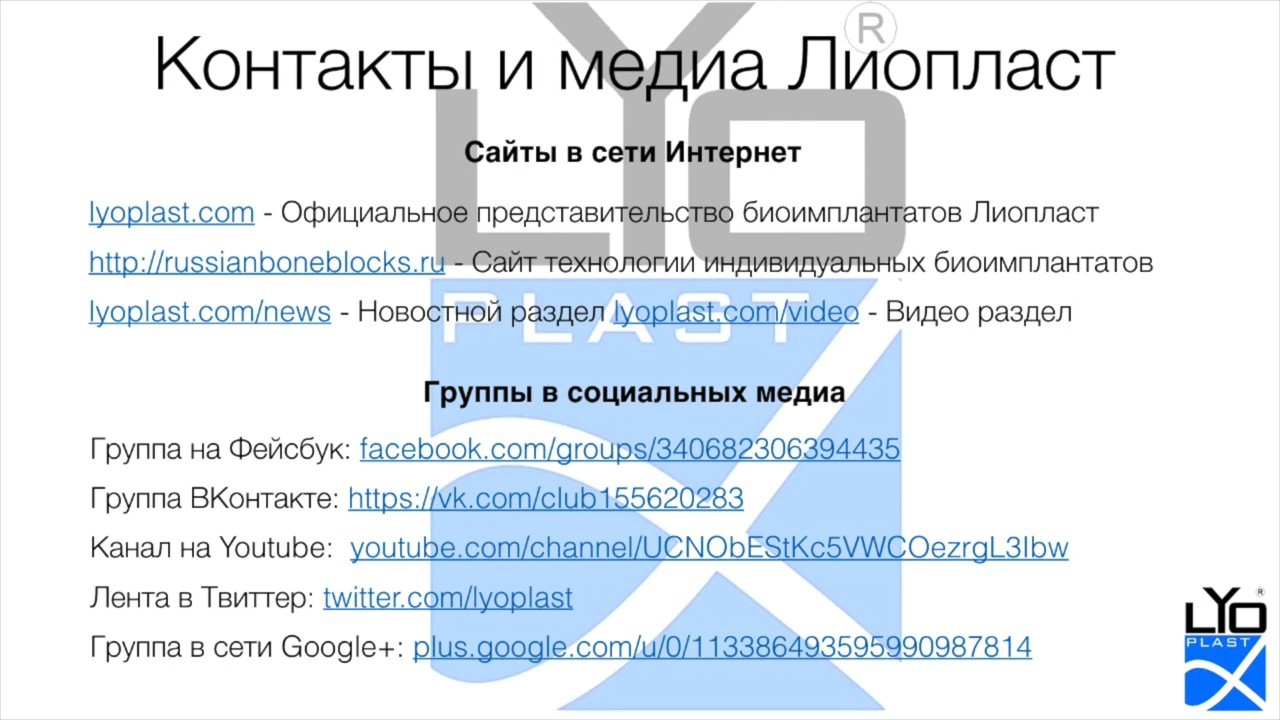 Контакты и медиа Лиопласт
Сайты в сети Интернет
lyoplast.com - Официальное представительство биоимплантатов Лиопласт
http://russianboneblocks.ru - Сайт технологии индивидуальных биоимплантатов
lyoplast.com/news - Новостной раздел lyoplast.com/video - Видео раздел
Группы в социальных медиа
Группа на Фейсбук: facebook.com/groups/340682306394435
Группа ВКонтакте: https://vk.com/club155620283
Канал на Youtube: youtube.com/channel/UCNObEStKc5VWCOezrgL3Ibw
Лента в Твиттер: twitter.com/lyoplast
Группа в сети Google+: plus.google.com/u/0/113386493595990987814
LYO ®
PLAST
LYO ®
PLAST